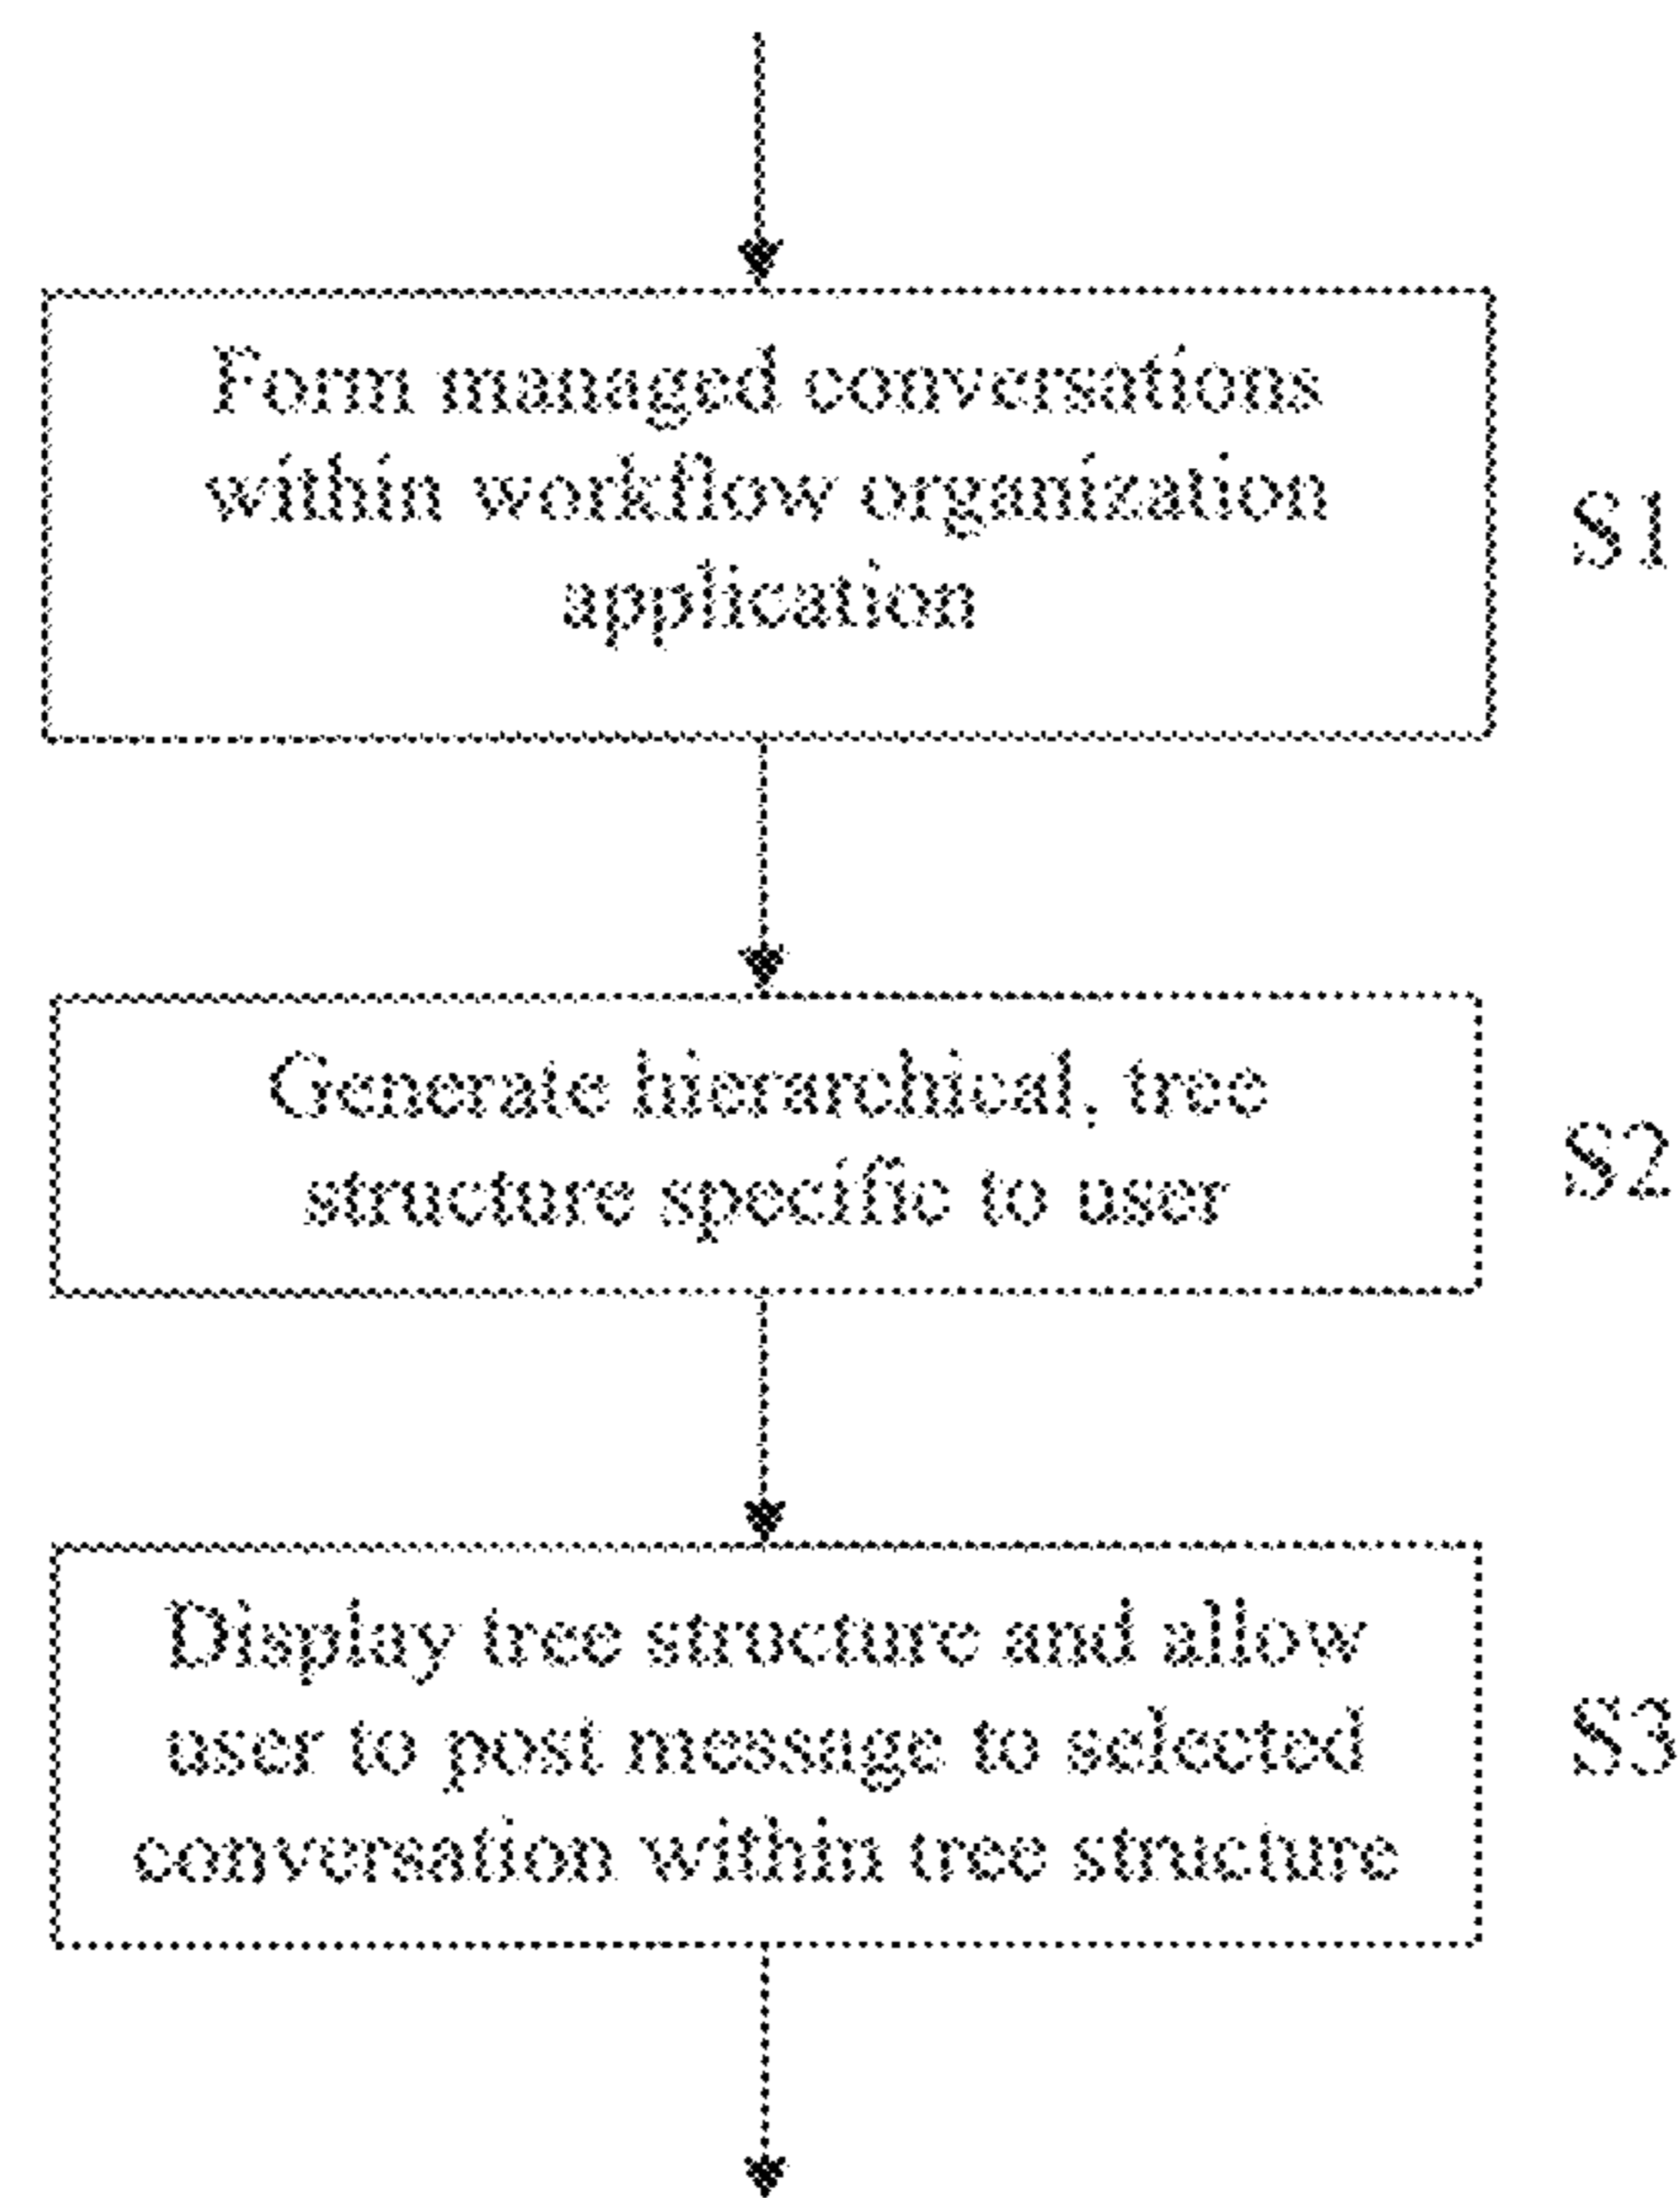 Form managed conversations
within workflow organization
application
S1
Generate hierarchical, tree
structure specific to user
S2
Display tree structure and allow
user to post message to selected
conversation within tree structure
S3